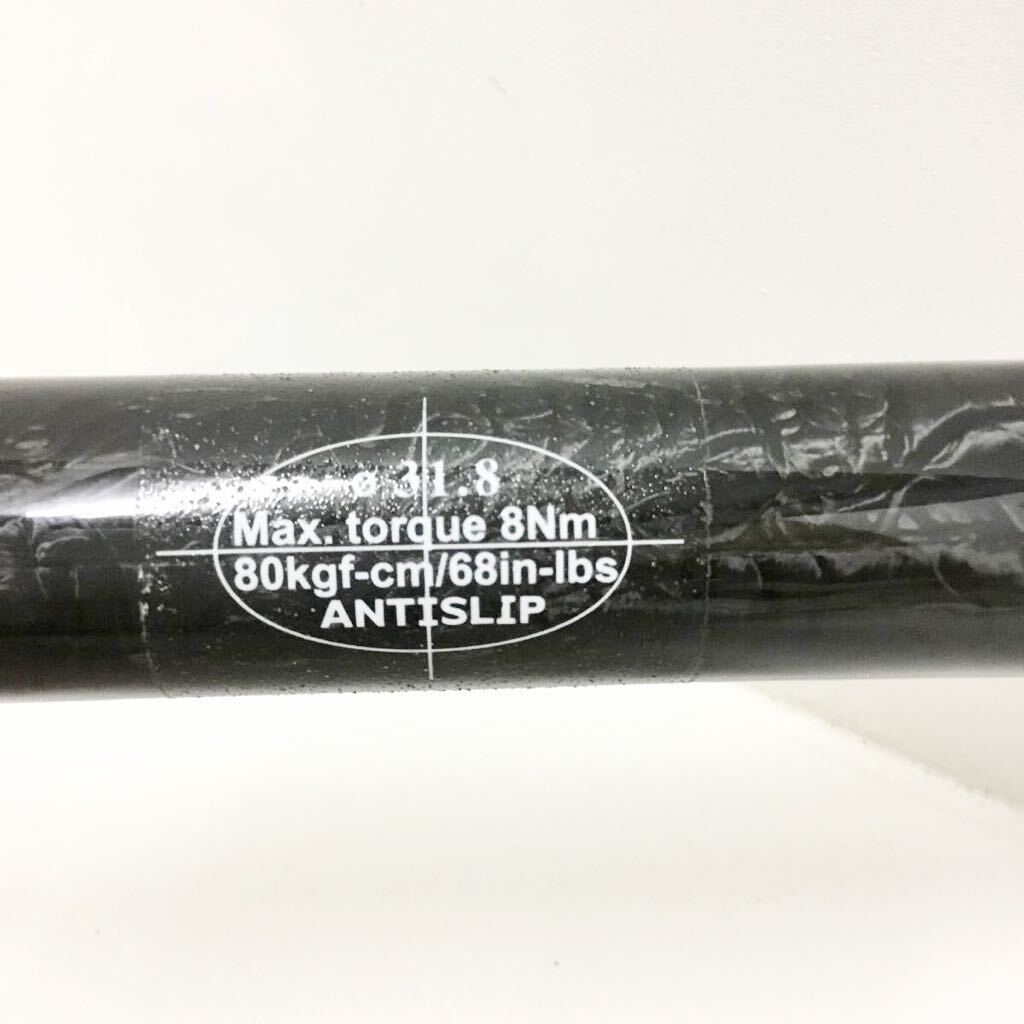 ø 31.8
Max. torque 8Nm
80kgf-cm/68in-lbs
ANTISLIP